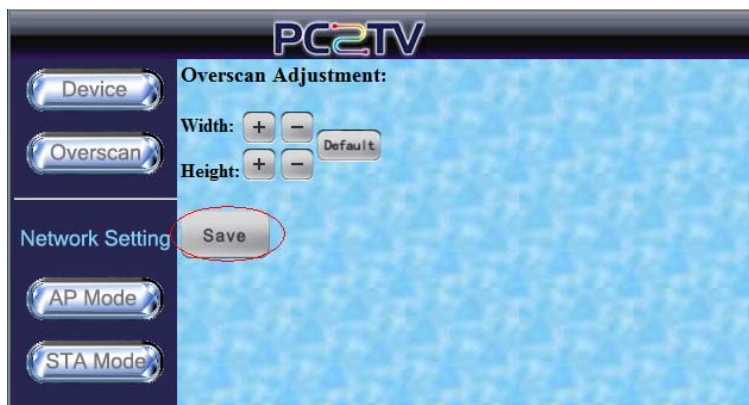 PC2TV
Device
Overscan
Network Setting
AP Mode
STA Mode
Overscan Adjustment:
Width: + -
Default
Height: + -
Save